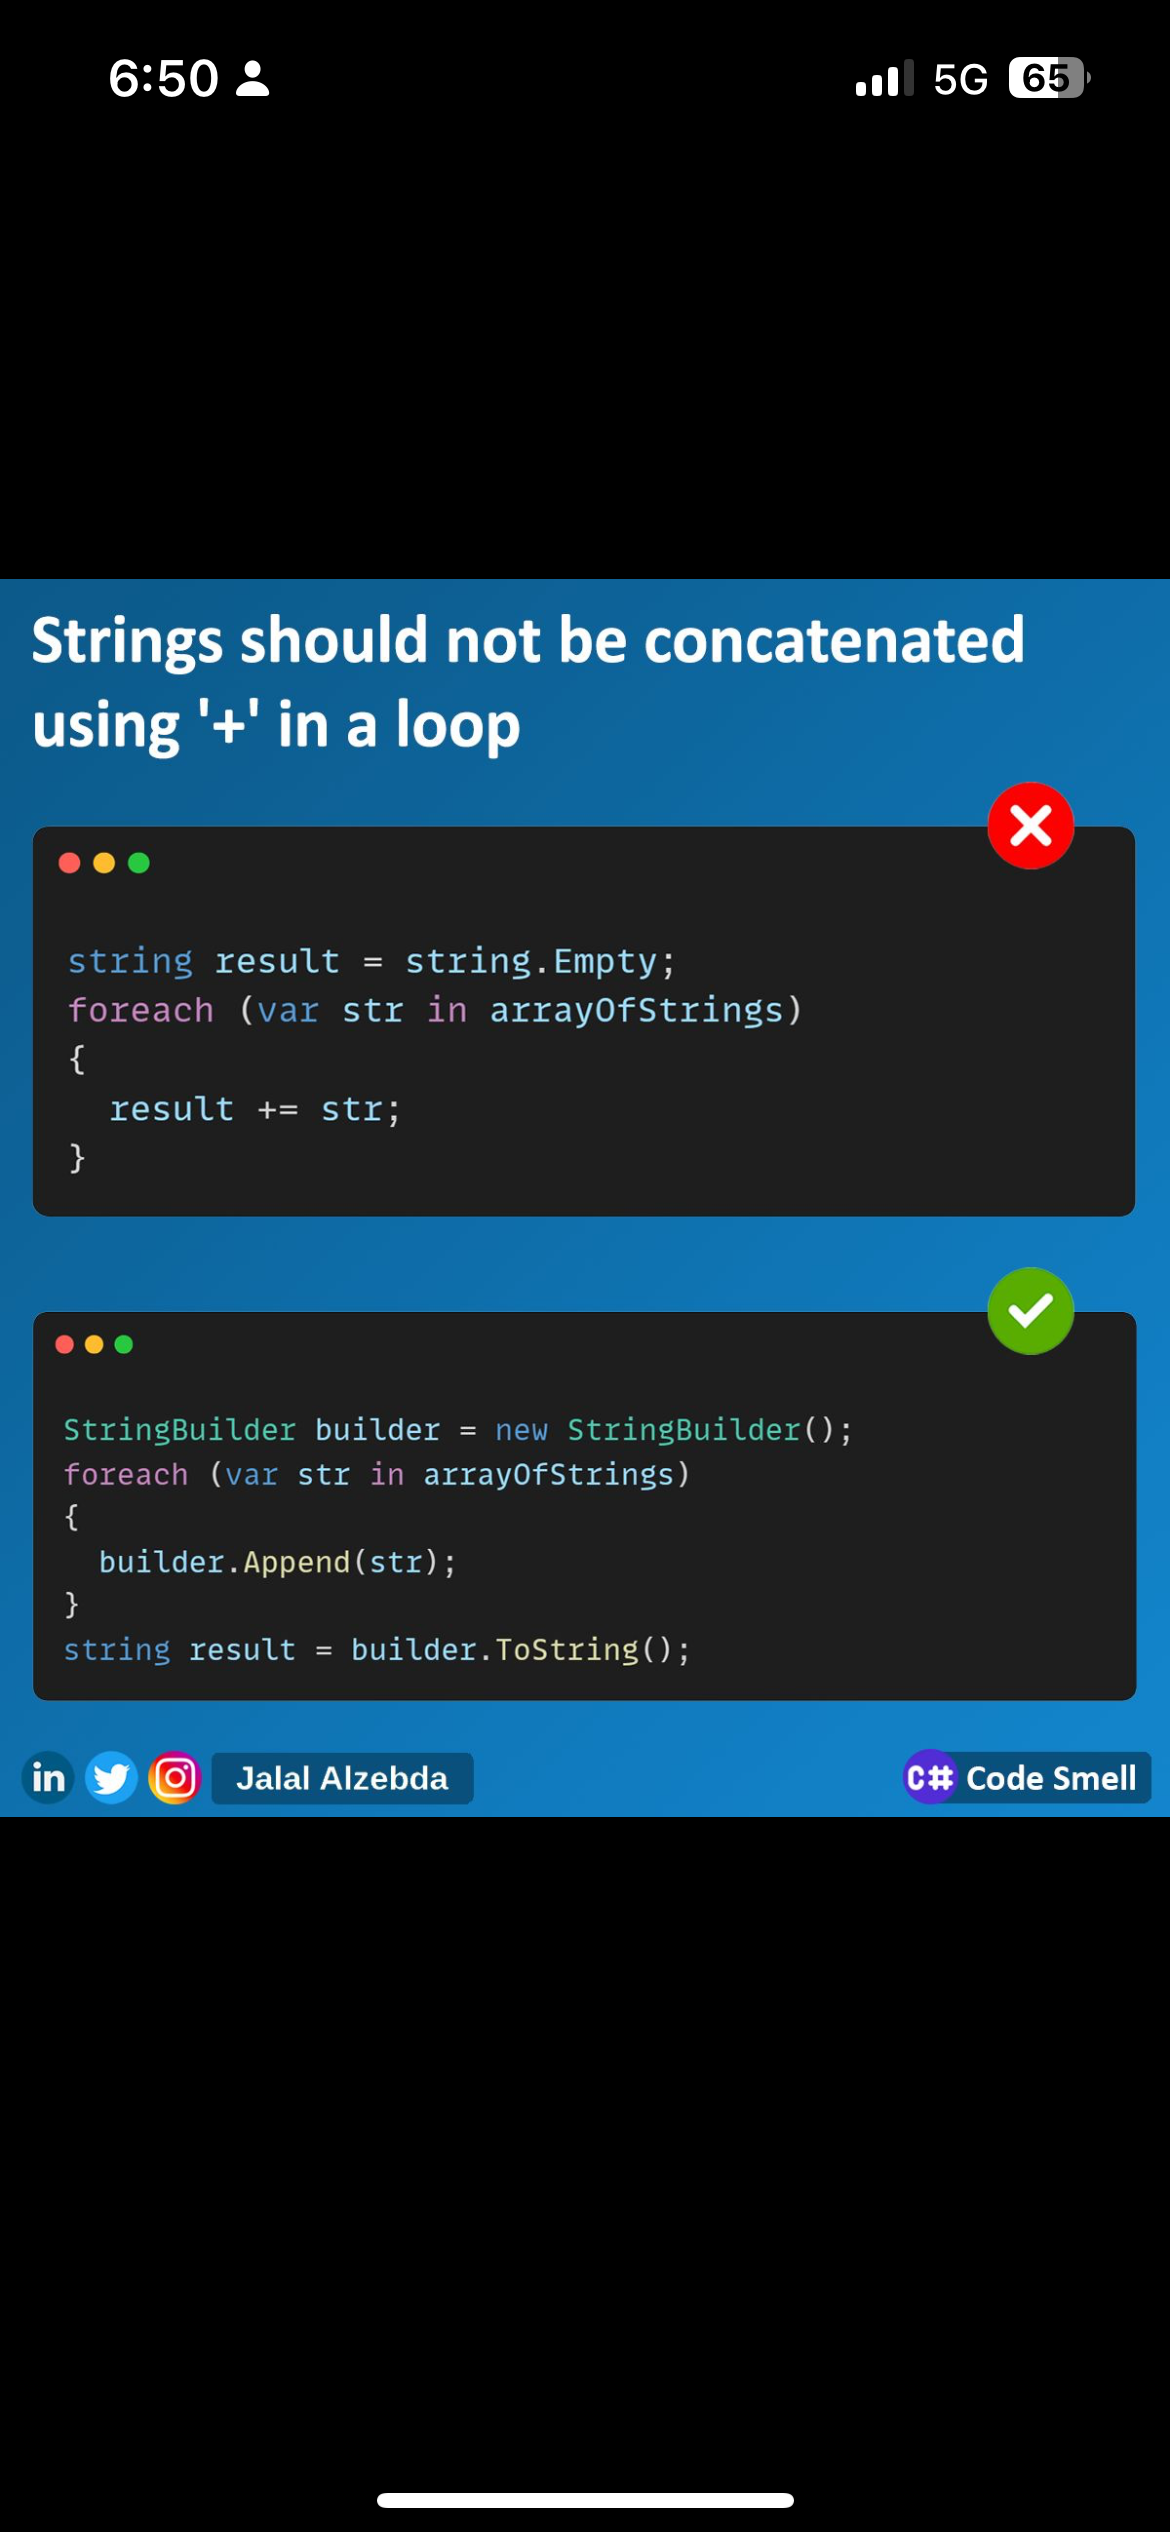 6:50
5G 65
Strings should not be concatenated
using '+' in a loop
string result = string.Empty;
foreach (var str in arrayOfStrings)
{
  result += str;
}
StringBuilder builder = new StringBuilder();
foreach (var str in arrayOfStrings)
{
  builder.Append(str);
}
string result = builder.ToString();
in Jalal Alzebda
C# Code Smell